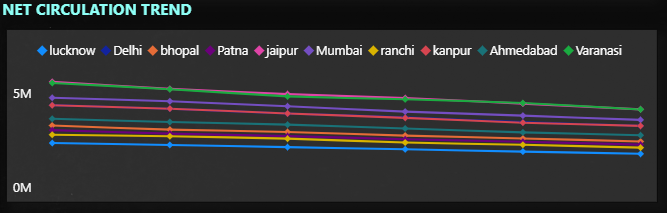 NET CIRCULATION TREND
lucknow Delhi bhopal Patna jaipur Mumbai ranchi kanpur Ahmedabad Varanasi
5M
0M